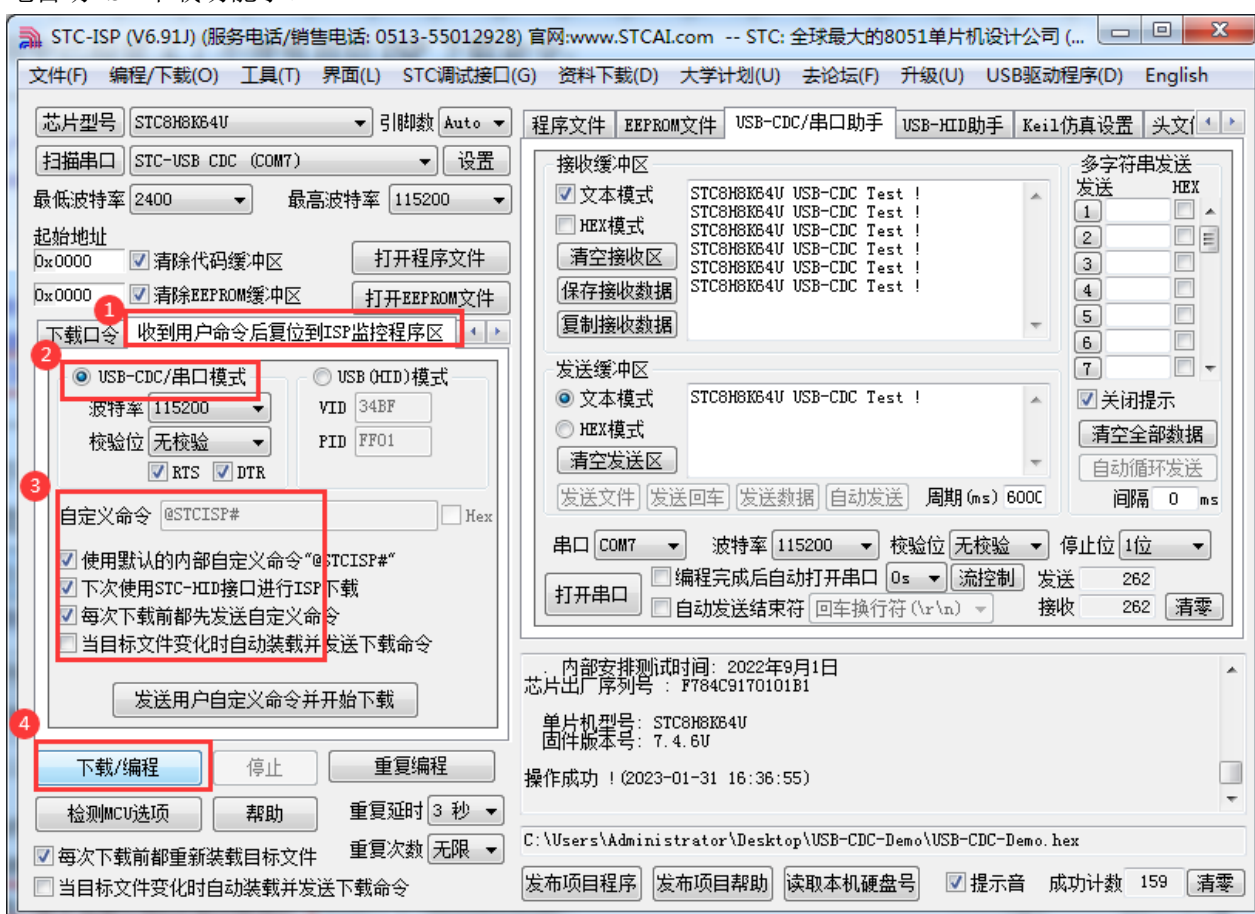 STC-ISP (V6.91J) (服务电话/销售电话: 0513-55012928) 官网:www.STCAI.com -- STC: 全球最大的8051单片机设计公司 (...
文件(F) 编程/下载(O) 工具(T) 界面(L) STC调试接口(G) 资料下载(D) 大学计划(U) 去论坛(F) 升级(U) USB驱动程序(D) English
芯片型号 STC8H8K64U 引脚数 Auto
扫描串口 STC-USB CDC (COM7) 设置
最低波特率 2400 最高波特率 115200
起始地址
0x0000 清除代码缓冲区 打开程序文件
0x0000 清除EEPROM缓冲区 打开EEPROM文件
1
下载口令 收到用户命令后复位到ISP监控程序区
2
USB-CDC/串口模式 USB(HID)模式
波特率 115200 VID 34BF
校验位 无校验 PID FF01
RTS DTR
3
自定义命令 @STCISP# Hex
使用默认的内部自定义命令“@STCISP#“
下次使用STC-HID接口进行ISP下载
每次下载前都先发送自定义命令
当目标文件变化时自动装载并发送下载命令
发送用户自定义命令并开始下载
4
下载/编程 停止 重复编程
检测MCU选项 帮助 重复延时 3 秒
每次下载前都重新装载目标文件 重复次数 无限
当目标文件变化时自动装载并发送下载命令
程序文件 EEPROM文件 USB-CDC/串口助手 USB-HID助手 Keil仿真设置 头文(
接收缓冲区
文本模式
HEX模式
清空接收区
保存接收数据
复制接收数据
STC8H8K64U USB-CDC Test !
STC8H8K64U USB-CDC Test !
STC8H8K64U USB-CDC Test !
STC8H8K64U USB-CDC Test !
STC8H8K64U USB-CDC Test !
STC8H8K64U USB-CDC Test !
多字符串发送
发送 HEX
1
2
3
4
5
6
7
关闭提示
清空全部数据
自动循环发送
间隔 0 ms
发送缓冲区
文本模式 STC8H8K64U USB-CDC Test !
HEX模式
清空发送区
发送文件 发送回车 发送数据 自动发送 周期(ms) 6000
串口 COM7 波特率 115200 校验位 无校验 停止位 1位
打开串口 编程完成后自动打开串口 0s 流控制 发送 262
自动发送结束符 回车换行符(\r\n) 接收 262 清零
. 内部安排测试时间: 2022年9月1日
芯片出厂序列号 : F784C9170101B1
单片机型号: STC8H8K64U
固件版本号: 7.4.6U
操作成功 !(2023-01-31 16:36:55)
C:\Users\Administrator\Desktop\USB-CDC-Demo\USB-CDC-Demo.hex
发布项目程序 发布项目帮助 读取本机硬盘号 提示音 成功计数 159 清零